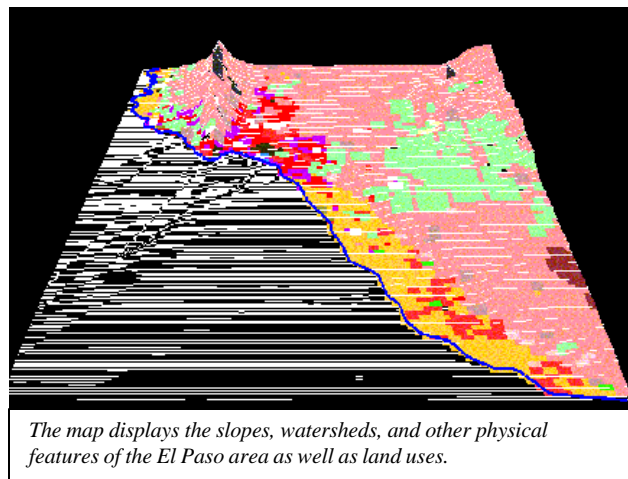 The map displays the slopes, watersheds, and other physical
features of the El Paso area as well as land uses.